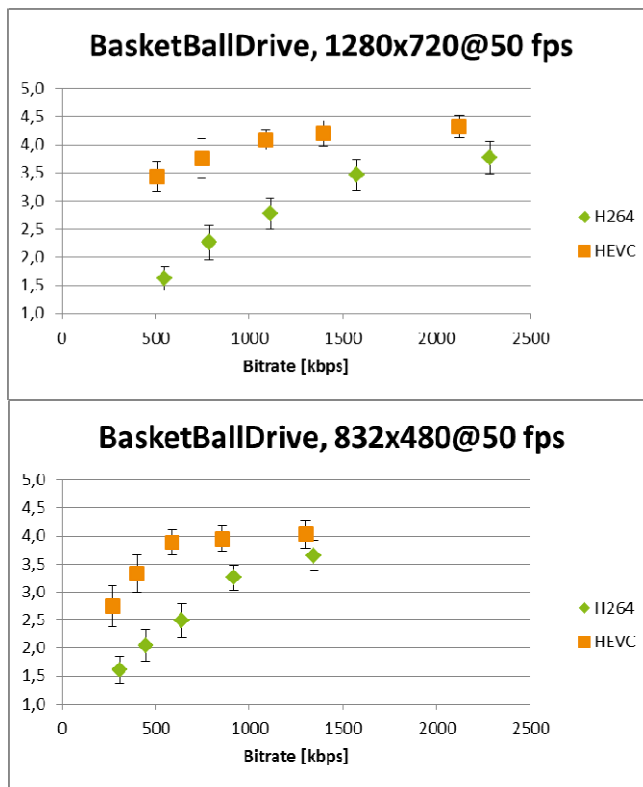 BasketBallDrive, 1280x720@50 fps
5,0
4,5
4,0
3,5
3,0
2,5
2,0
1,5
1,0
0 500 1000 1500 2000 2500
Bitrate [kbps]
H264
HEVC
BasketBallDrive, 832x480@50 fps
5,0
4,5
4,0
3,5
3,0
2,5
2,0
1,5
1,0
0 500 1000 1500 2000 2500
Bitrate [kbps]
H264
HEVC